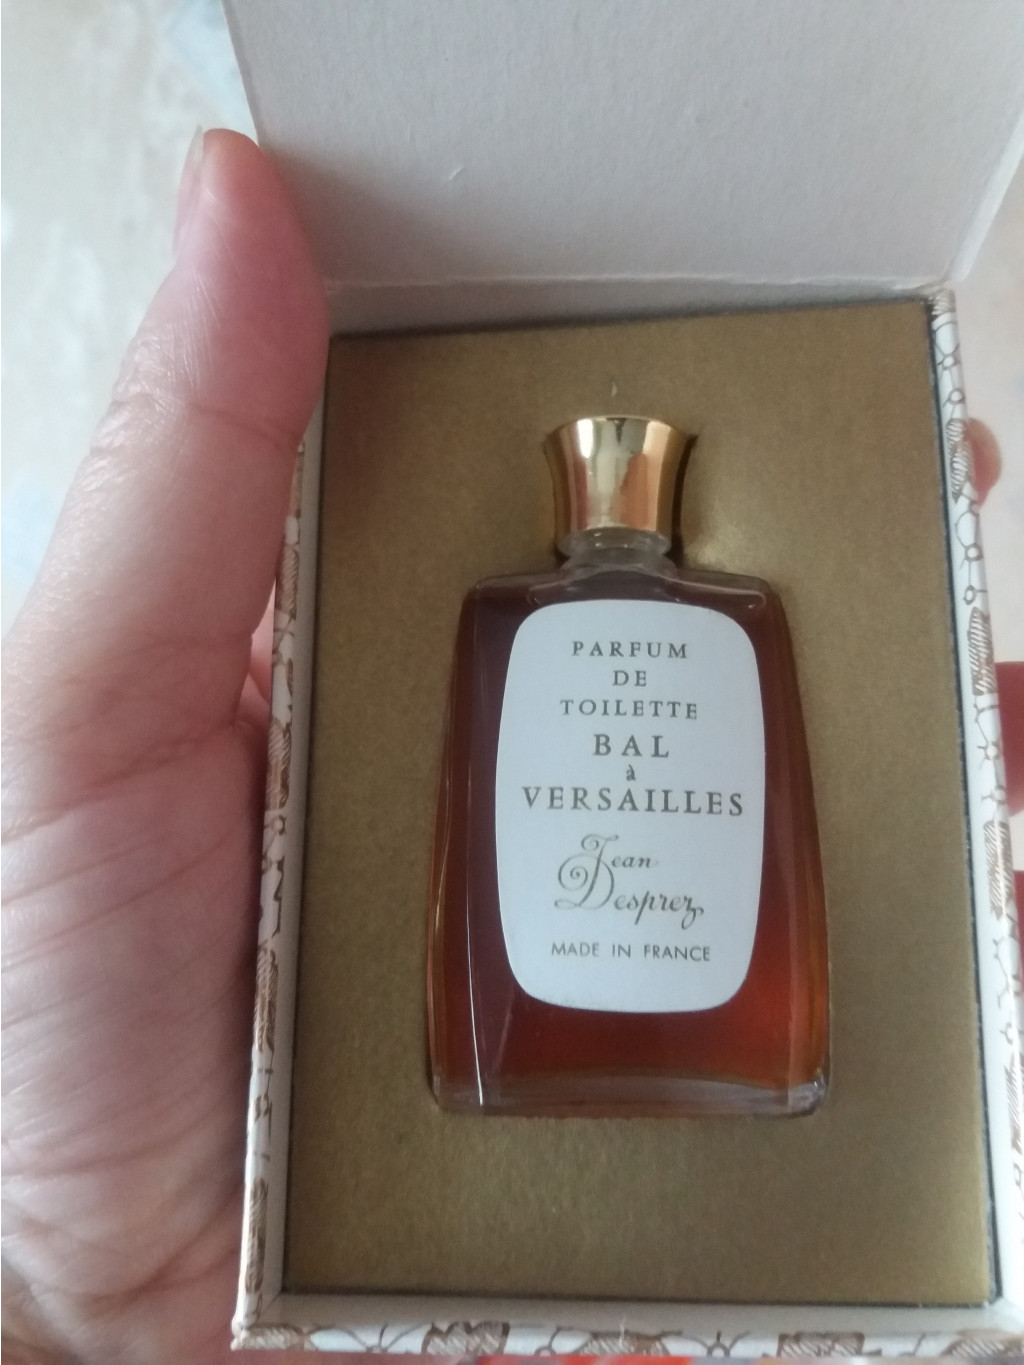 PARFUM
DE
TOILETTE
BAL
à
VERSAILLES
Jean
Desprez
MADE IN FRANCE